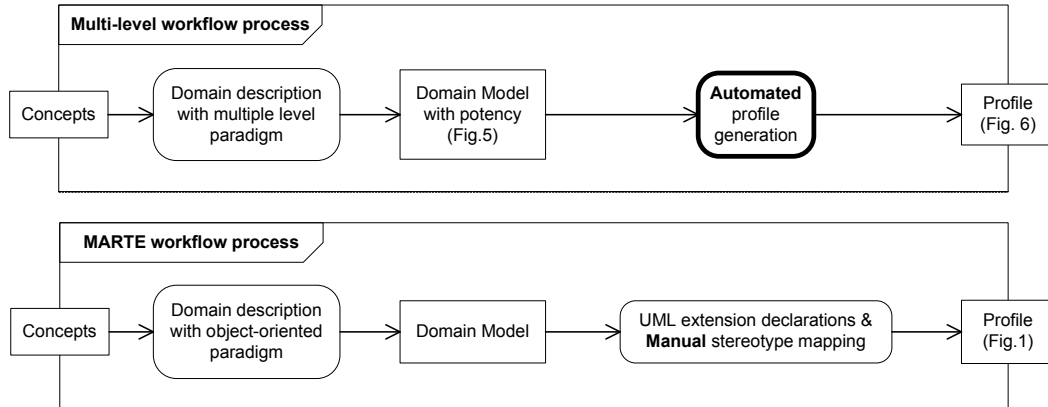 Multi-level workflow process
Concepts
Domain description
with multiple level
paradigm
Domain Model
with potency
(Fig.5)
Automated
profile
generation
Profile
(Fig. 6)
MARTE workflow process
Concepts
Domain description
with object-oriented
paradigm
Domain Model
UML extension declarations &
Manual stereotype mapping
Profile
(Fig.1)